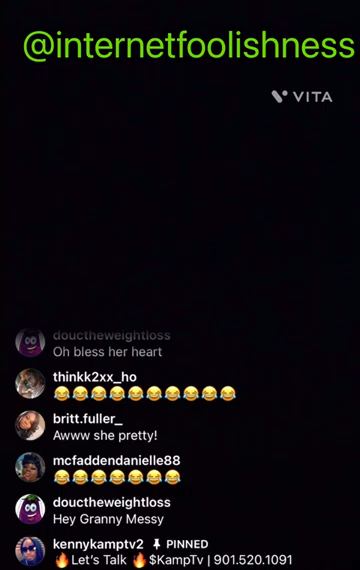 @internetfoolishness
VITA
douctheweightloss
Oh bless her heart
thinkk2xx_ho
😂😂😂😂😂😂😂😂😂😂
britt.fuller_
Awww she pretty!
mcfaddendanielle88
😂😂😂😂😂😂😂
douctheweightloss
Hey Granny Messy
kennykamptv2 📌 PINNED
🔥Let's Talk 🔥$KampTv | 901.520.1091